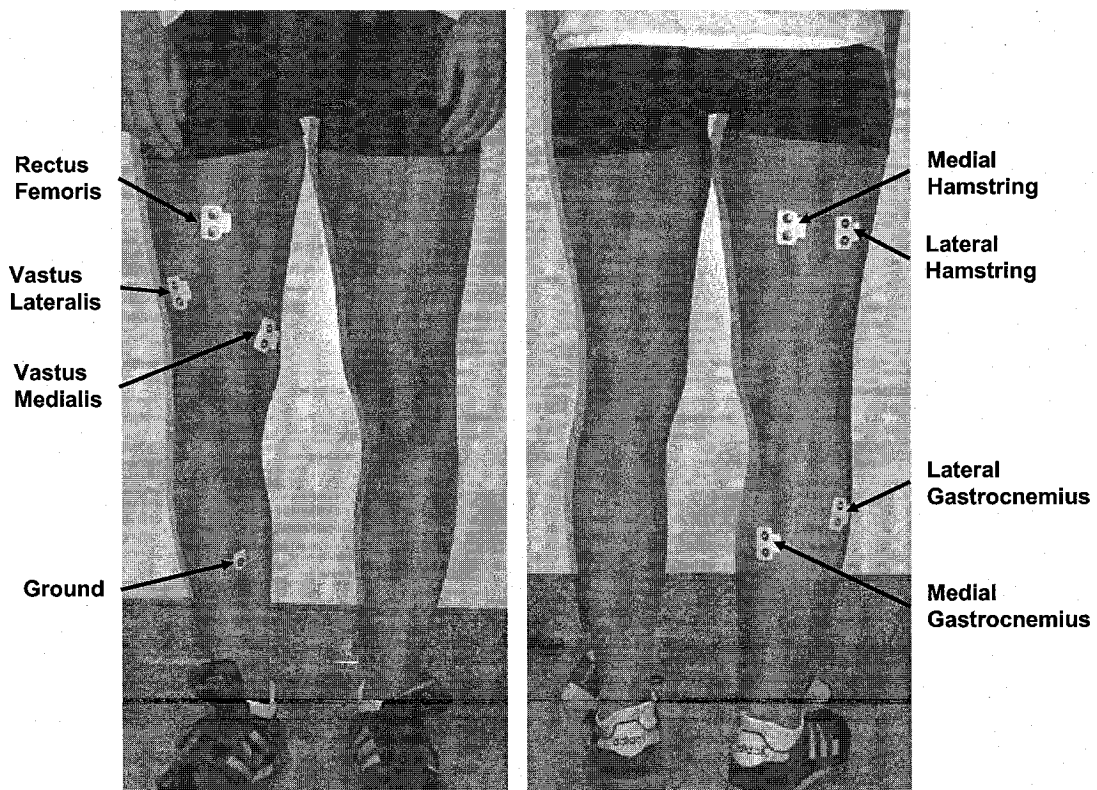 Rectus
Femoris
Vastus
Lateralis
Vastus
Medialis
Ground
Medial
Hamstring
Lateral
Hamstring
Lateral
Gastrocnemius
Medial
Gastrocnemius